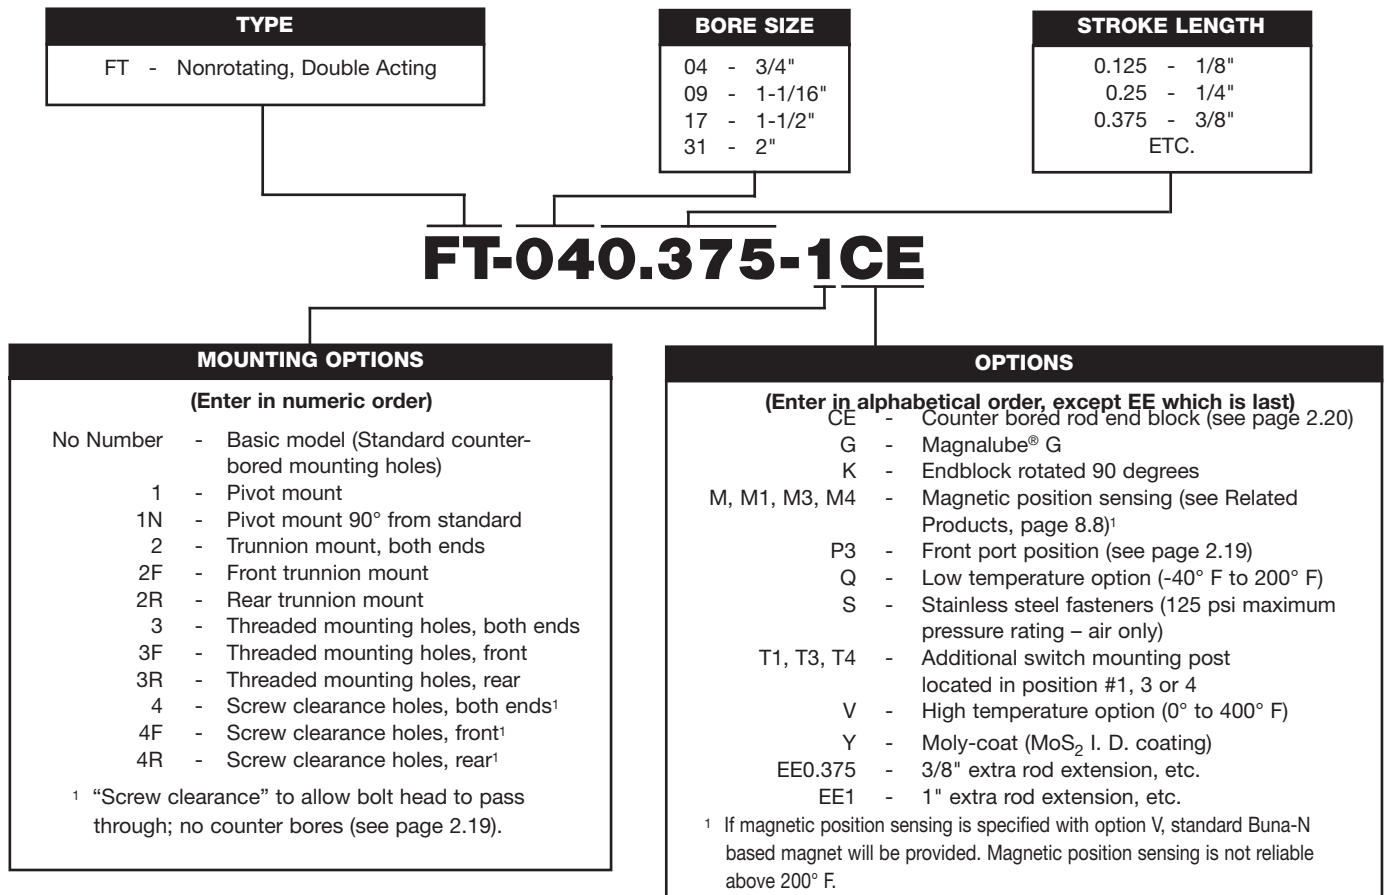 TYPE
FT - Nonrotating, Double Acting
BORE SIZE
04 - 3/4"
09 - 1-1/16"
17 - 1-1/2"
31 - 2"
STROKE LENGTH
0.125 - 1/8"
0.25 - 1/4"
0.375 - 3/8"
ETC.
FT-040.375-1CE
MOUNTING OPTIONS
(Enter in numeric order)
No Number - Basic model (Standard counter-
bored mounting holes)
1 - Pivot mount
1N - Pivot mount 90° from standard
2 - Trunnion mount, both ends
2F - Front trunnion mount
2R - Rear trunnion mount
3 - Threaded mounting holes, both ends
3F - Threaded mounting holes, front
3R - Threaded mounting holes, rear
4 - Screw clearance holes, both ends¹
4F - Screw clearance holes, front¹
4R - Screw clearance holes, rear¹
¹ “Screw clearance” to allow bolt head to pass
through; no counter bores (see page 2.19).
OPTIONS
(Enter in alphabetical order, except EE which is last)
CE - Counter bored rod end block (see page 2.20)
G - Magnalube® G
K - Endblock rotated 90 degrees
M, M1, M3, M4 - Magnetic position sensing (see Related
Products, page 8.8)¹
P3 - Front port position (see page 2.19)
Q - Low temperature option (-40° F to 200° F)
S - Stainless steel fasteners (125 psi maximum
pressure rating – air only)
T1, T3, T4 - Additional switch mounting post
located in position #1, 3 or 4
V - High temperature option (0° to 400° F)
Y - Moly-coat (MoS₂ I. D. coating)
EE0.375 - 3/8" extra rod extension, etc.
EE1 - 1" extra rod extension, etc.
¹ If magnetic position sensing is specified with option V, standard Buna-N
based magnet will be provided. Magnetic position sensing is not reliable
above 200° F.